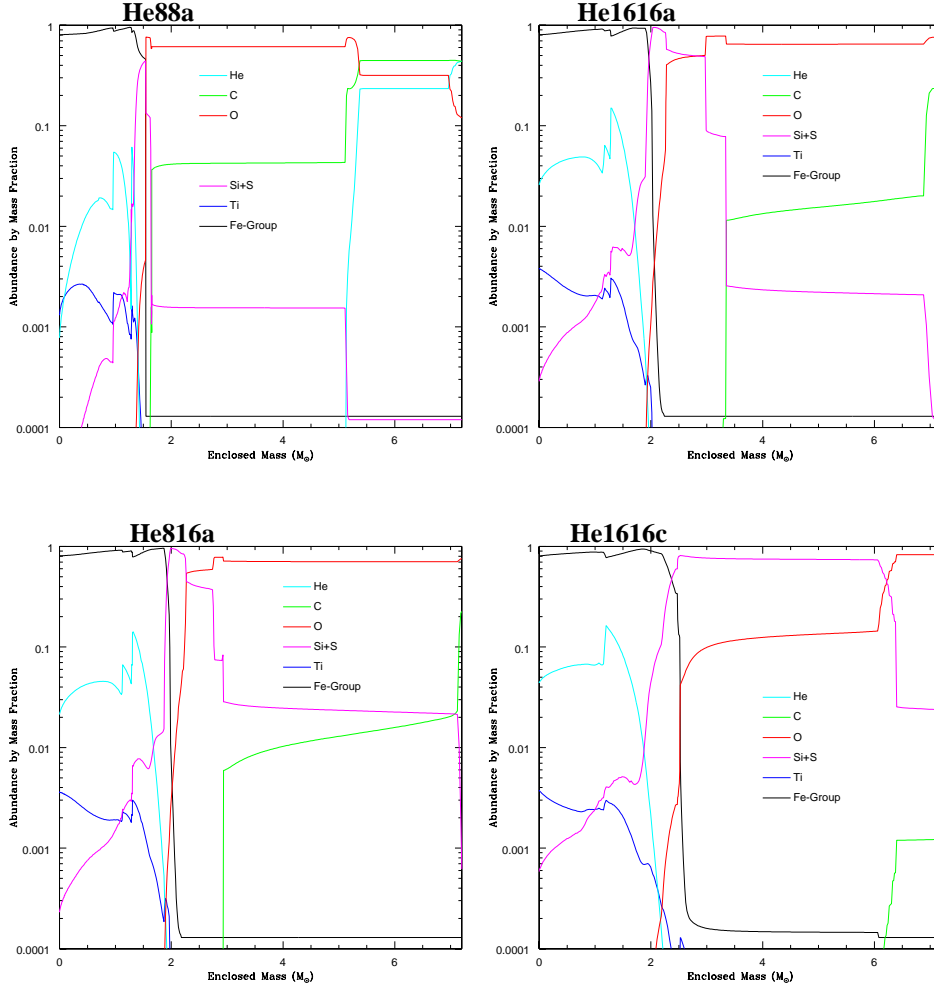 He88a
1
0.1
0.01
0.001
0.0001
Abundance by Mass Fraction
He
C
O
Si+S
Ti
Fe-Group
0 2 4 6
Enclosed Mass (M☉)
He1616a
1
0.1
0.01
0.001
0.0001
Abundance by Mass Fraction
He
C
O
Si+S
Ti
Fe-Group
0 2 4 6
Enclosed Mass (M☉)
He816a
1
0.1
0.01
0.001
0.0001
Abundance by Mass Fraction
He
C
O
Si+S
Ti
Fe-Group
0 2 4 6
Enclosed Mass (M☉)
He1616c
1
0.1
0.01
0.001
0.0001
Abundance by Mass Fraction
He
C
O
Si+S
Ti
Fe-Group
0 2 4 6
Enclosed Mass (M☉)